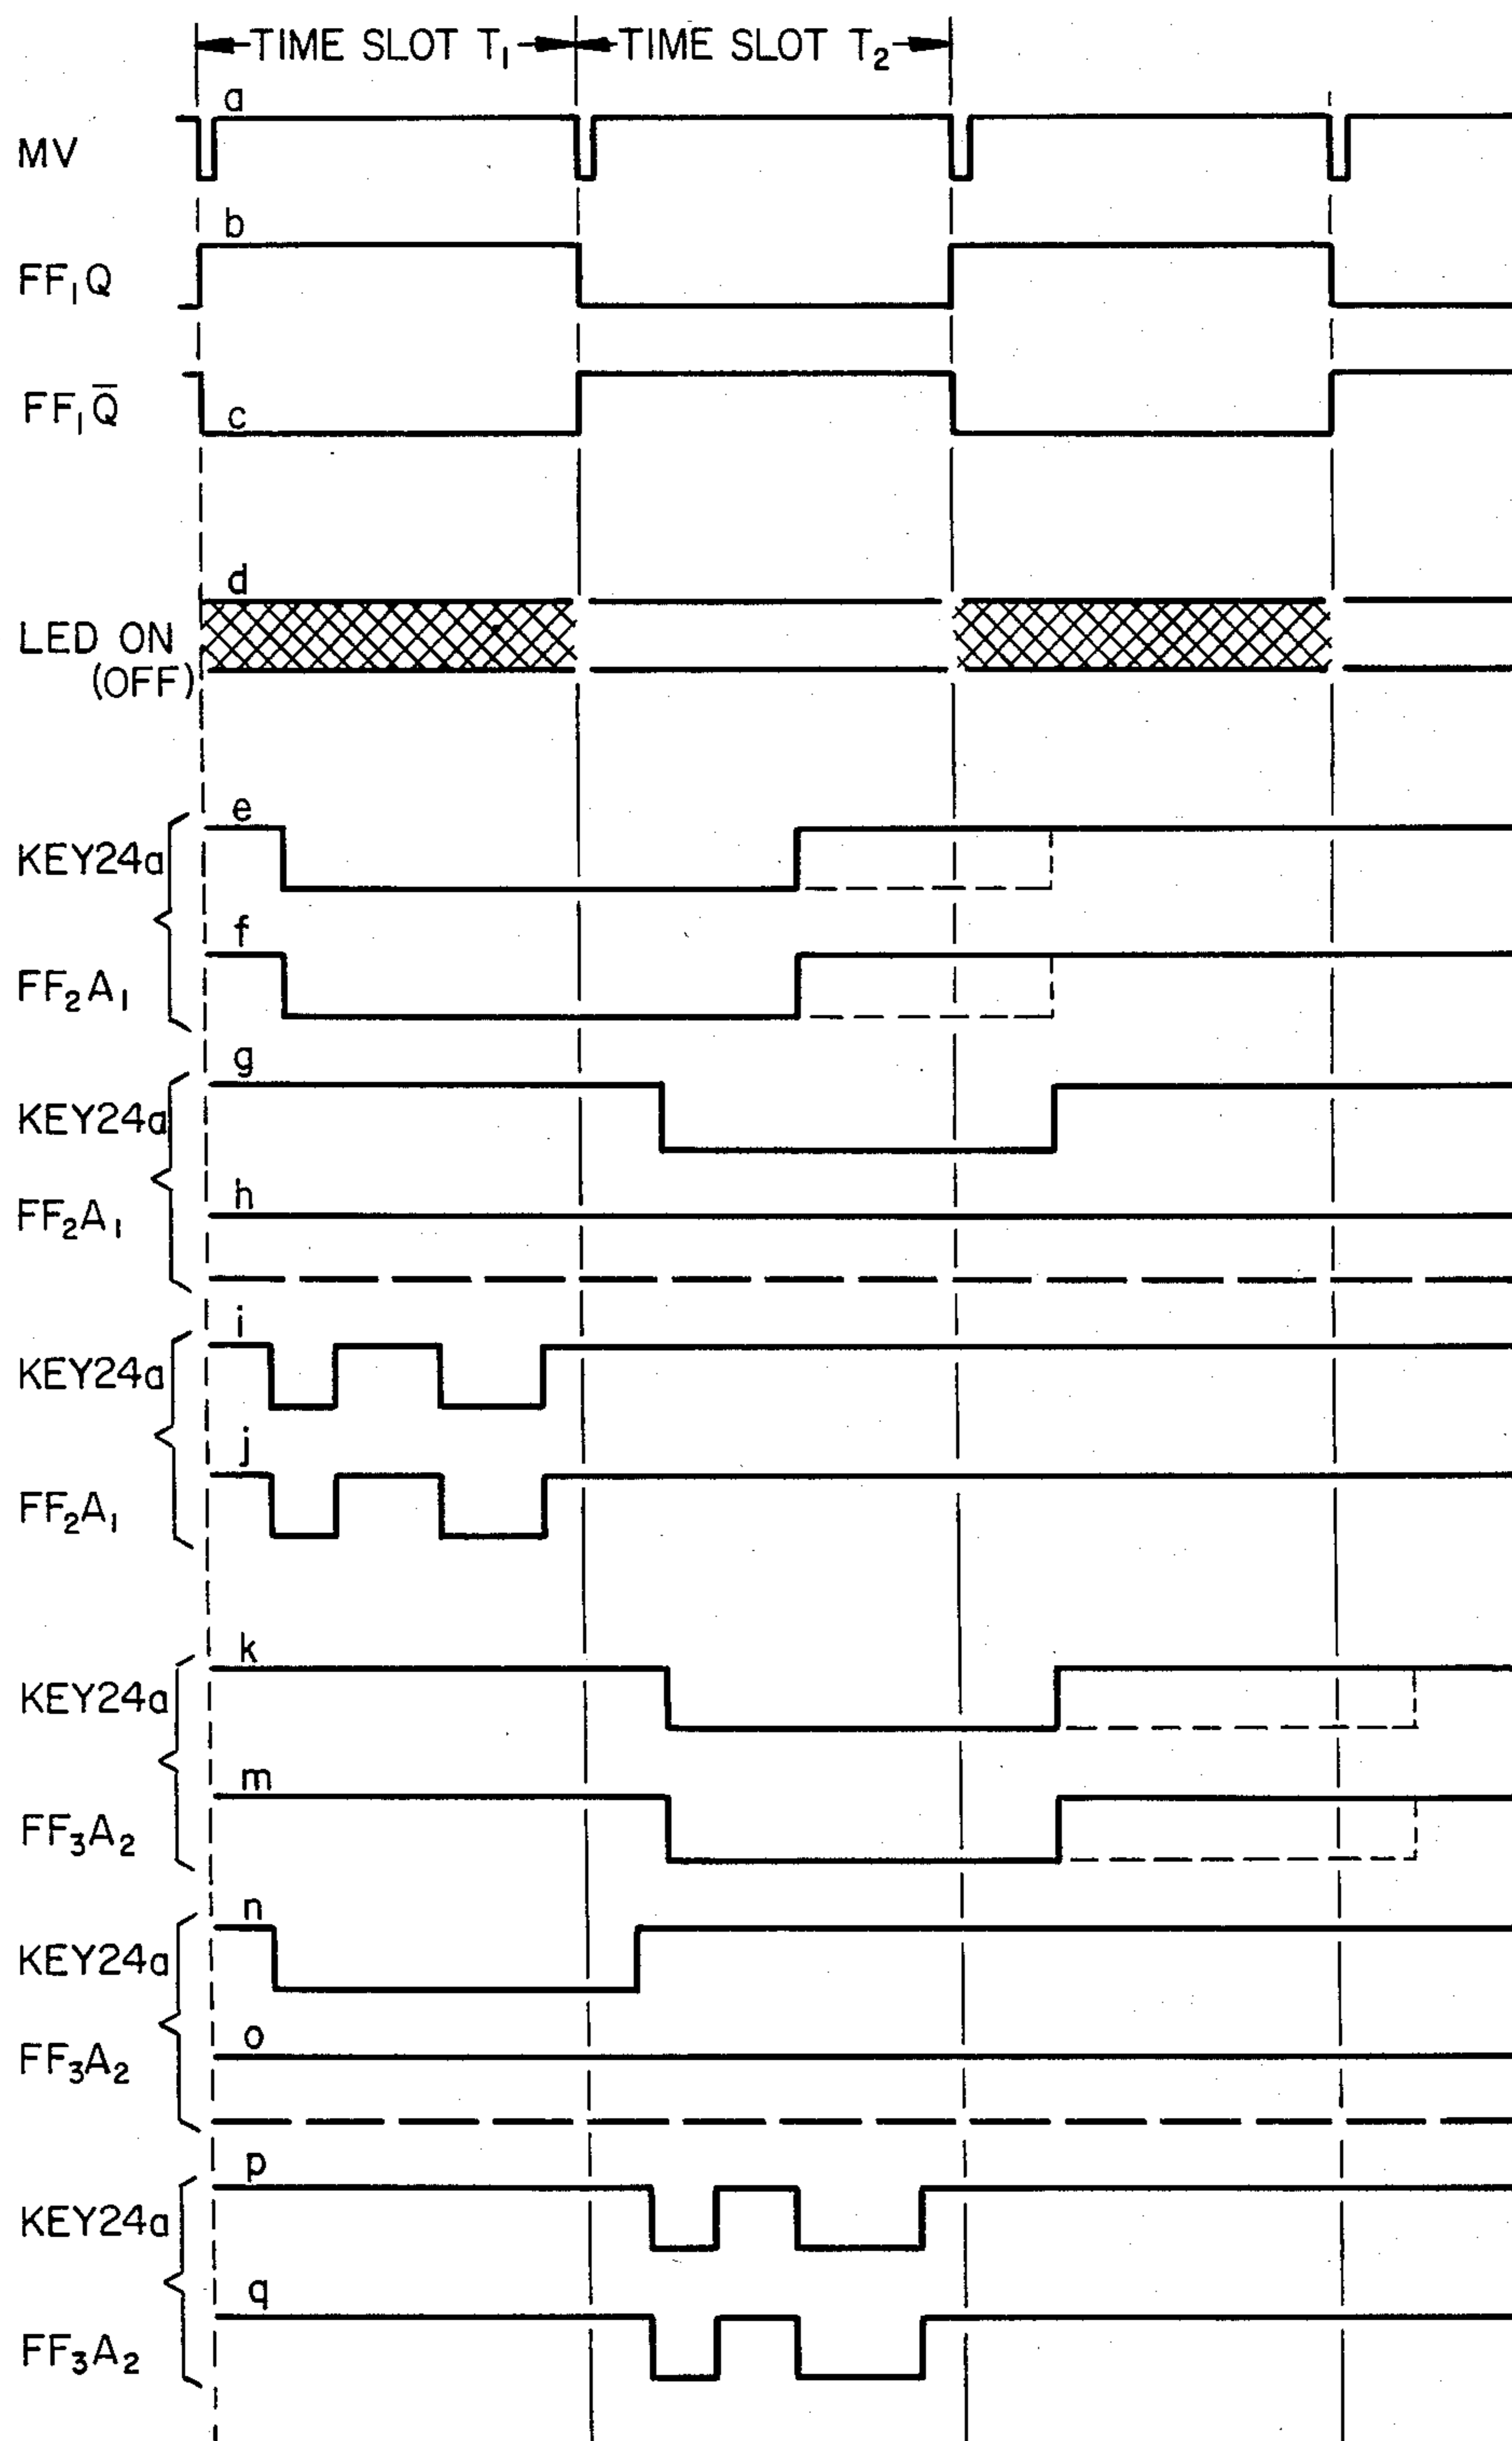 TIME SLOT T₁ TIME SLOT T₂
a
MV
b
FF₁Q
FF₁Q̅
c
d
LED ON
(OFF)
e
KEY24a
f
FF₂A₁
g
KEY24a
h
FF₂A₁
i
KEY24a
j
FF₂A₁
k
KEY24a
m
FF₃A₂
n
KEY24a
o
FF₃A₂
p
KEY24a
q
FF₃A₂